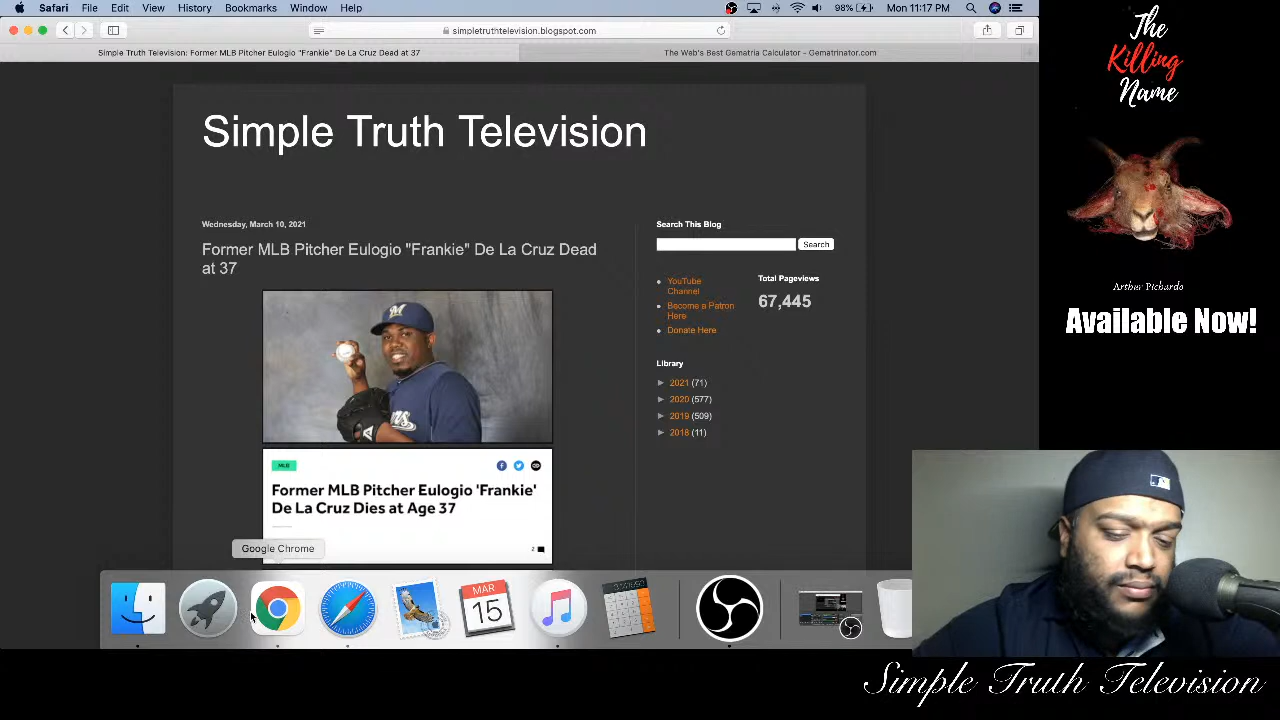 Safari File Edit View History Bookmarks Window Help
98% Mon 11:17 PM
simpletruthtelevision.blogspot.com
Simple Truth Television: Former MLB Pitcher Eulogio "Frankie" De La Cruz Dead at 37
The Web's Best Gematria Calculator - Gematrinator.com
Simple Truth Television
Wednesday, March 10, 2021
Former MLB Pitcher Eulogio "Frankie" De La Cruz Dead
at 37
M
MLB
Former MLB Pitcher Eulogio 'Frankie'
De La Cruz Dies at Age 37
2
Search This Blog
Search
YouTube
Channel
Become a Patron
Here
Donate Here
Total Pageviews
67,445
Library
► 2021 (71)
► 2020 (577)
► 2019 (509)
► 2018 (11)
Google Chrome
MAR
15
The
Killing
Name
Arther Pichardo
Available Now!
Simple Truth Television